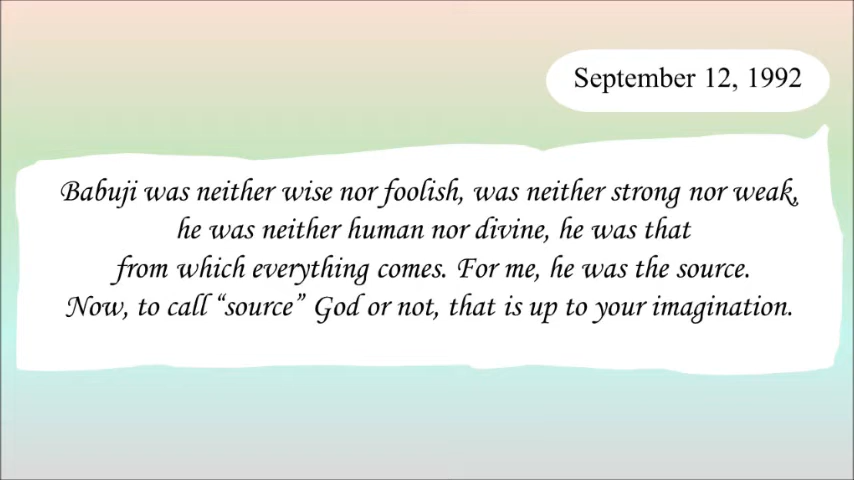 September 12, 1992
Babuji was neither wise nor foolish, was neither strong nor weak,
he was neither human nor divine, he was that
from which everything comes. For me, he was the source.
Now, to call “source” God or not, that is up to your imagination.